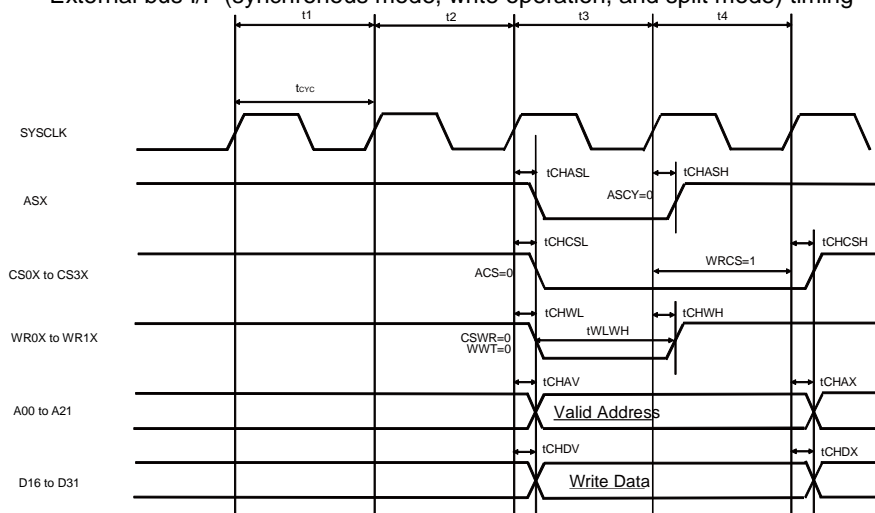 External bus I/F (synchronous mode, write operation, and split mode) timing
t1 t2 t3 t4
tCYC
SYSCLK
tCHASL tCHASH
ASX ASCY=0
tCHCSL tCHCSH
CS0X to CS3X ACS=0 WRCS=1
tCHWL tCHWH
WR0X to WR1X CSWR=0 tWLWH
WWT=0
tCHAV tCHAX
A00 to A21 Valid Address
tCHDV tCHDX
D16 to D31 Write Data